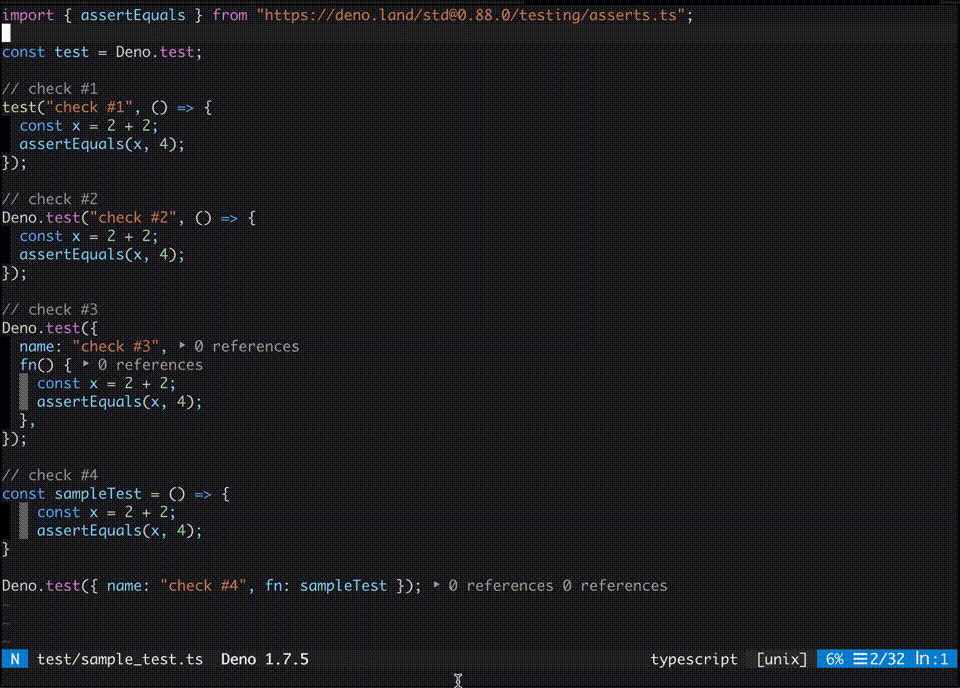 import { assertEquals } from "https://deno.land/std@0.88.0/testing/asserts.ts";
const test = Deno.test;
// check #1
test("check #1", () => {
  const x = 2 + 2;
  assertEquals(x, 4);
});
// check #2
Deno.test("check #2", () => {
  const x = 2 + 2;
  assertEquals(x, 4);
});
// check #3
Deno.test({
  name: "check #3", ‣ 0 references
  fn() { ‣ 0 references
    const x = 2 + 2;
    assertEquals(x, 4);
  },
});
// check #4
const sampleTest = () => {
    const x = 2 + 2;
    assertEquals(x, 4);
}
Deno.test({ name: "check #4", fn: sampleTest }); ‣ 0 references 0 references
~
~
~
N test/sample_test.ts Deno 1.7.5 typescript [unix] 6% ☰2/32 ln:1